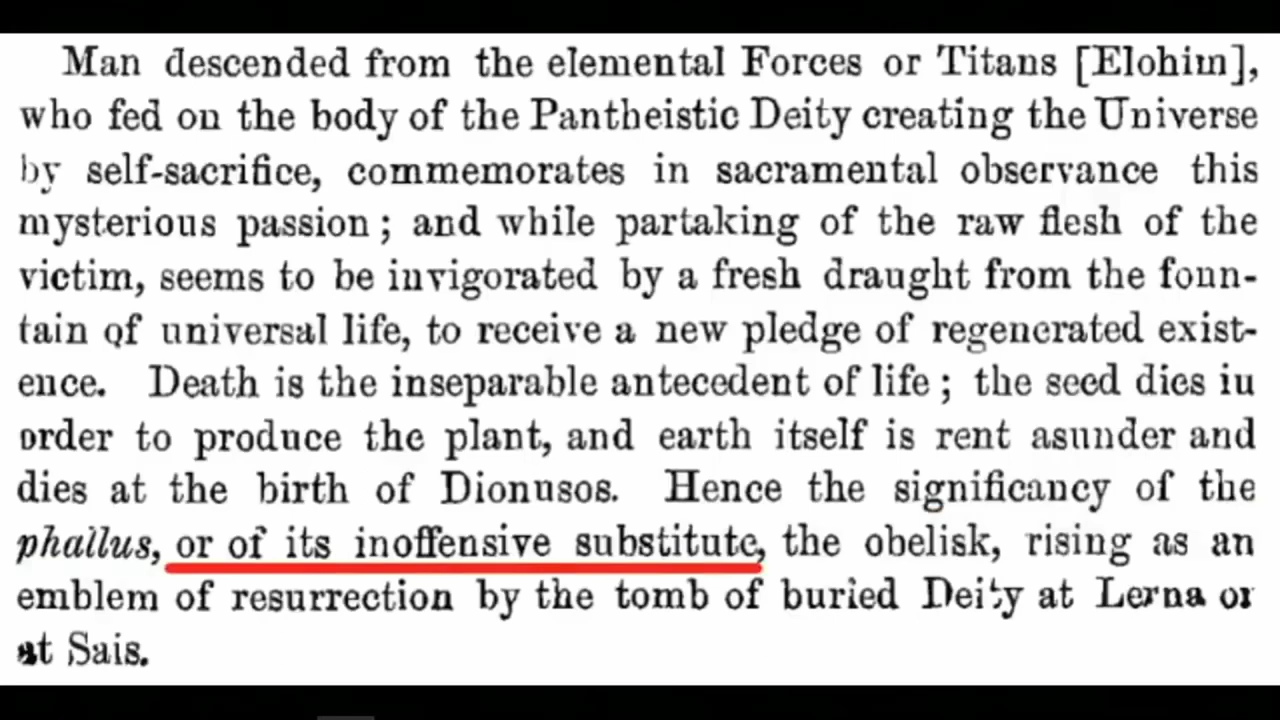 Man descended from the elemental Forces or Titans [Elohim],
who fed on the body of the Pantheistic Deity creating the Universe
by self-sacrifice, commemorates in sacramental observance this
mysterious passion; and while partaking of the raw flesh of the
victim, seems to be invigorated by a fresh draught from the foun-
tain of universal life, to receive a new pledge of regenerated exist-
ence. Death is the inseparable antecedent of life; the seed dies in
order to produce the plant, and earth itself is rent asunder and
dies at the birth of Dionusos. Hence the significancy of the
phallus, or of its inoffensive substitute, the obelisk, rising as an
emblem of resurrection by the tomb of buried Deity at Lerna or
at Sais.